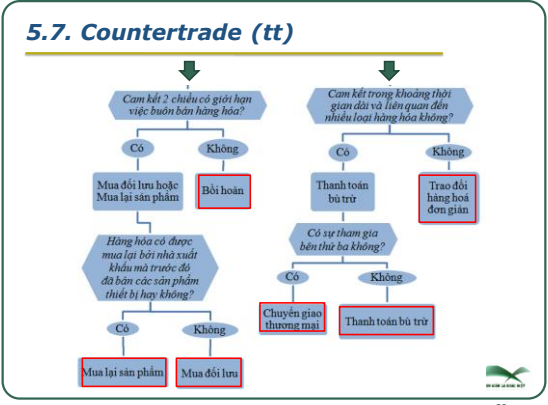 5.7. Countertrade (tt)
Cam kết 2 chiều có giới hạn
việc buôn bán hàng hóa?
Có
Không
Mua đối lưu hoặc
Mua lại sản phẩm
Bồi hoàn
Hàng hóa có được
mua lại bởi nhà xuất
khẩu mà trước đó
đã bán các sản phẩm
thiết bị hay không?
Có
Không
Mua lại sản phẩm
Mua đối lưu
Cam kết trong khoảng thời
gian dài và liên quan đến
nhiều loại hàng hóa không?
Có
Không
Thanh toán
bù trừ
Trao đổi
hàng hoá
đơn giản
Có sự tham gia
bên thứ ba không?
Có
Không
Chuyển giao
thương mại
Thanh toán bù trừ